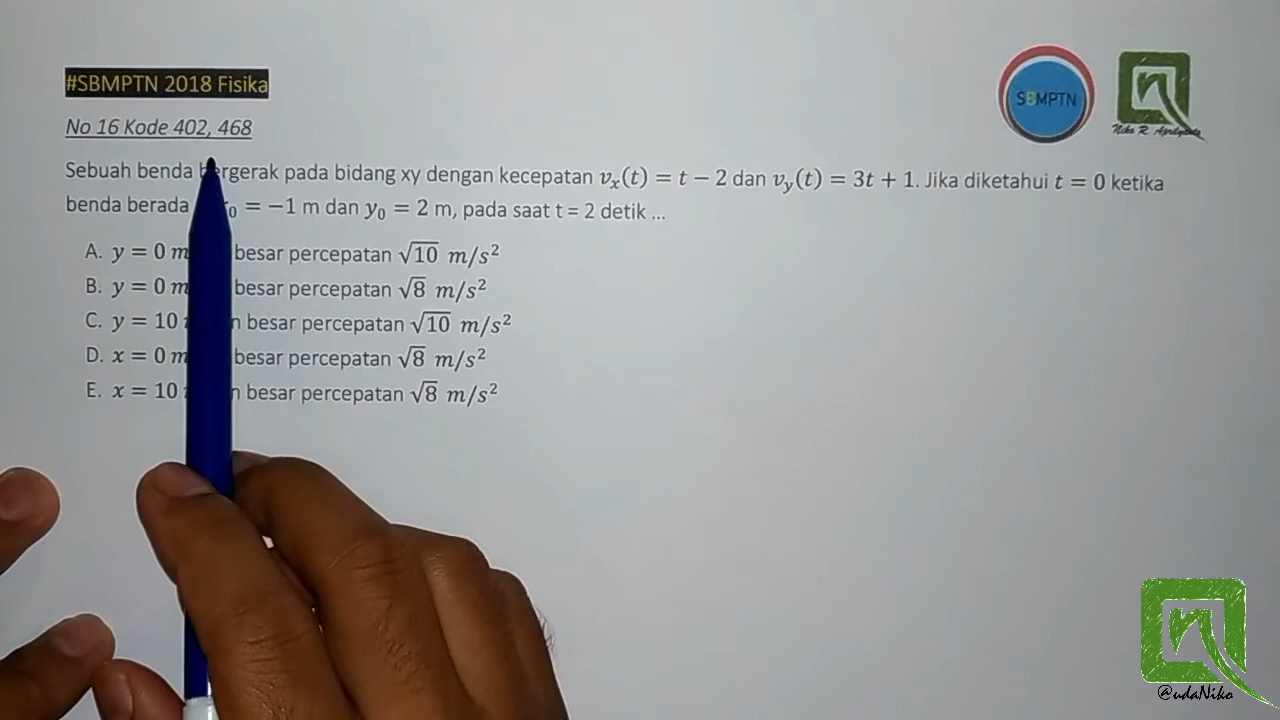 #SBMPTN 2018 Fisika
SBMPTN
No 16 Kode 402, 468
Sebuah benda bergerak pada bidang xy dengan kecepatan vₓ(t) = t − 2 dan v_y(t) = 3t + 1. Jika diketahui t = 0 ketika
benda berada ₀ = −1 m dan y₀ = 2 m, pada saat t = 2 detik ...
A. y = 0 m besar percepatan √10 m/s²
B. y = 0 m besar percepatan √8 m/s²
C. y = 10 besar percepatan √10 m/s²
D. x = 0 m besar percepatan √8 m/s²
E. x = 10 besar percepatan √8 m/s²
@udaNiko